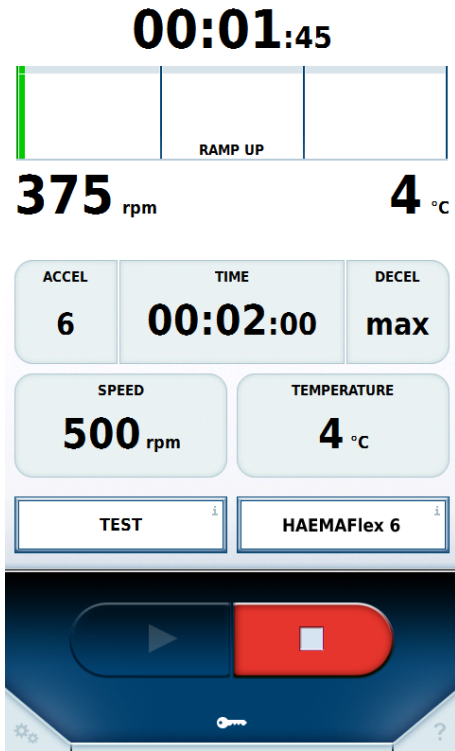 00:01:45
RAMP UP
375 rpm 4 °C
ACCEL TIME DECEL
6 00:02:00 max
SPEED TEMPERATURE
500 rpm 4 °C
TEST i HAEMAFlex 6 i
?